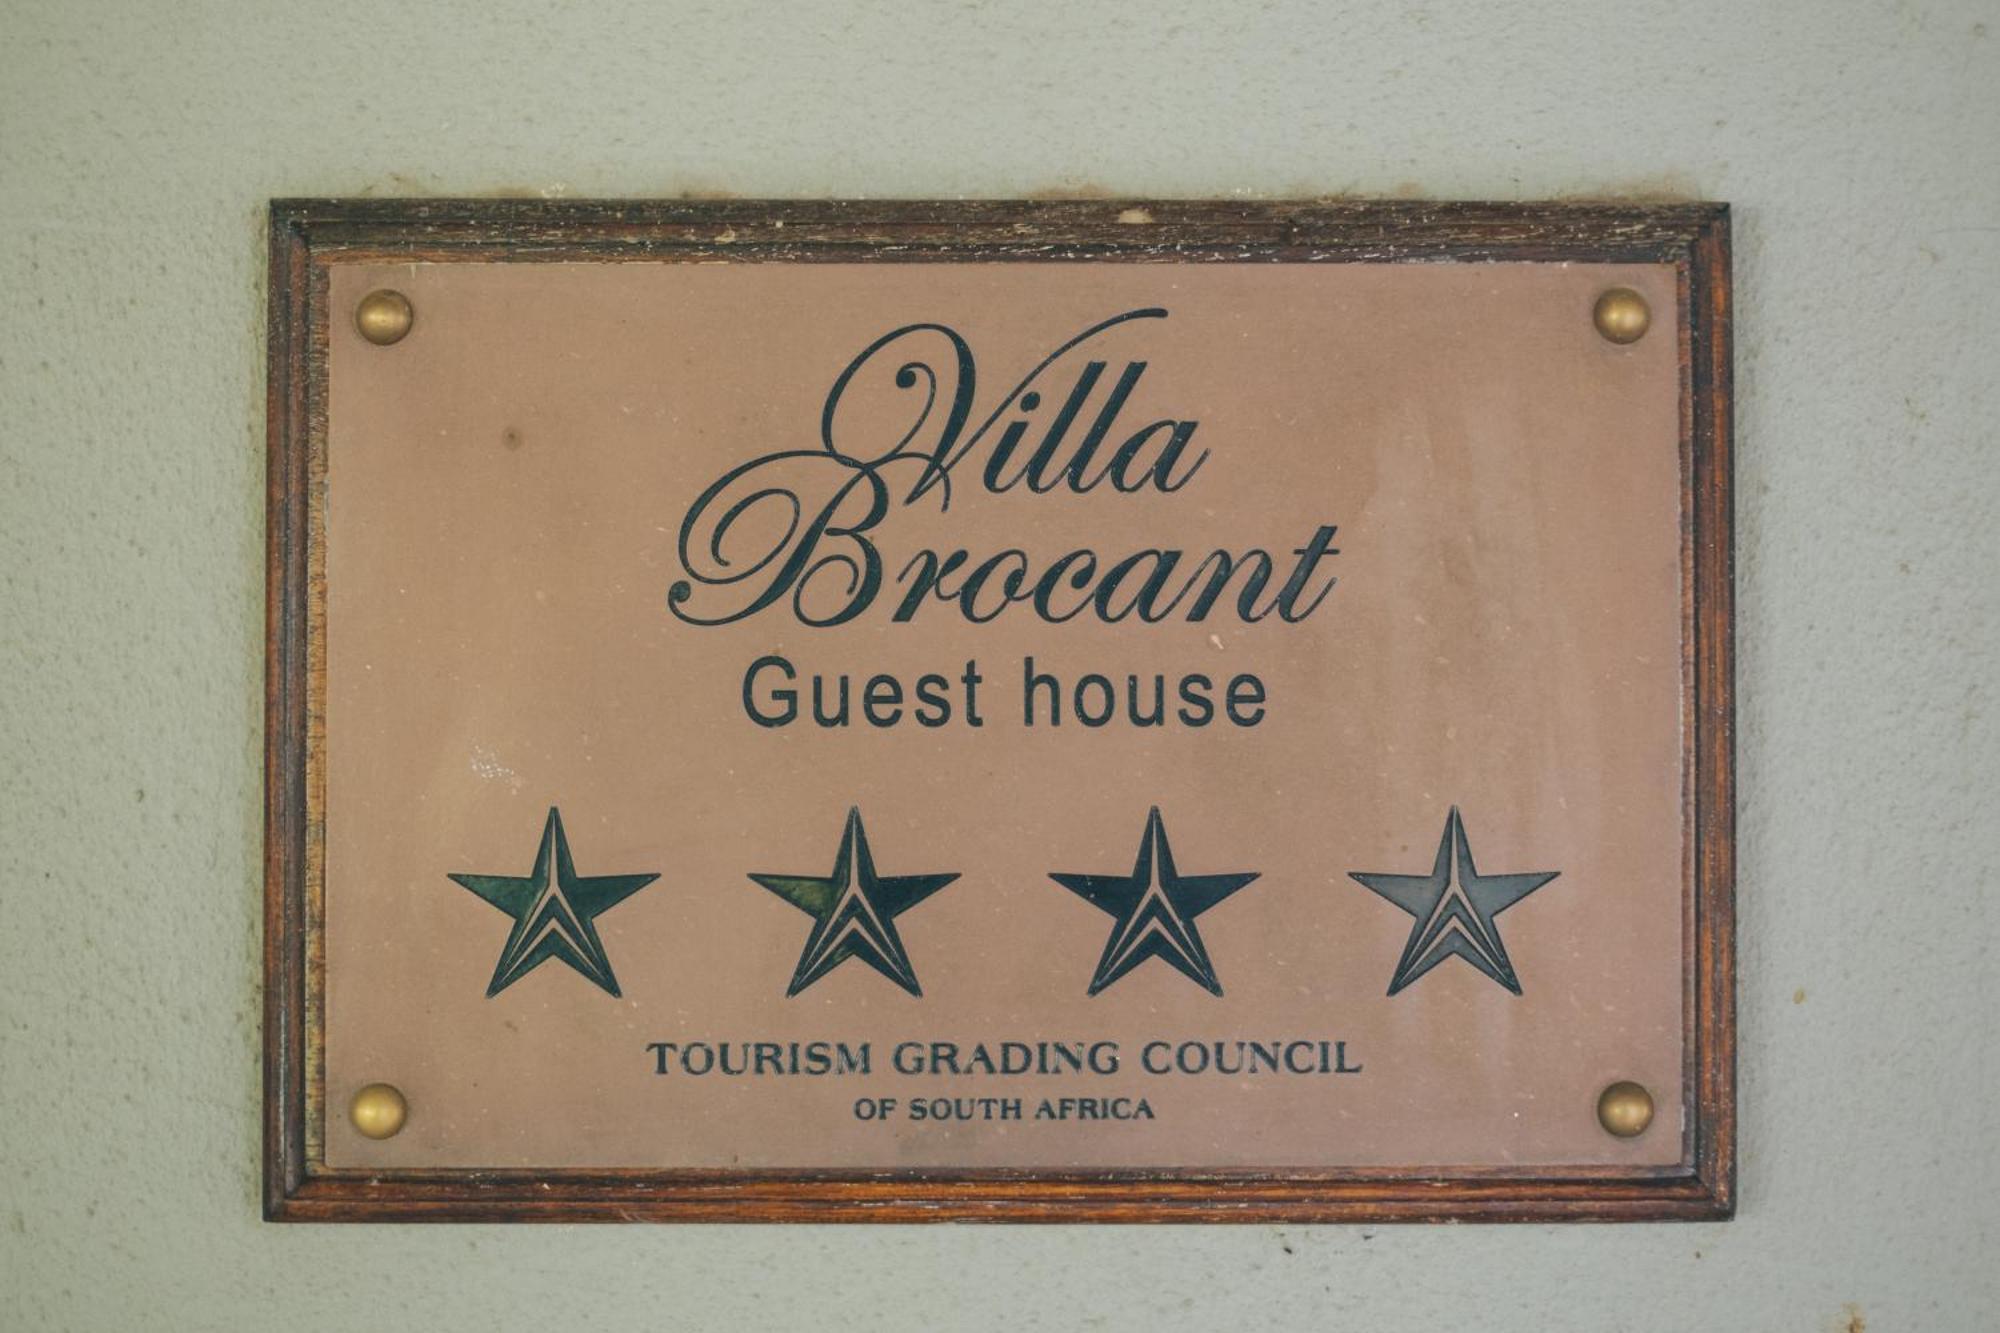 Villa
Brocant
Guest house
TOURISM GRADING COUNCIL
OF SOUTH AFRICA